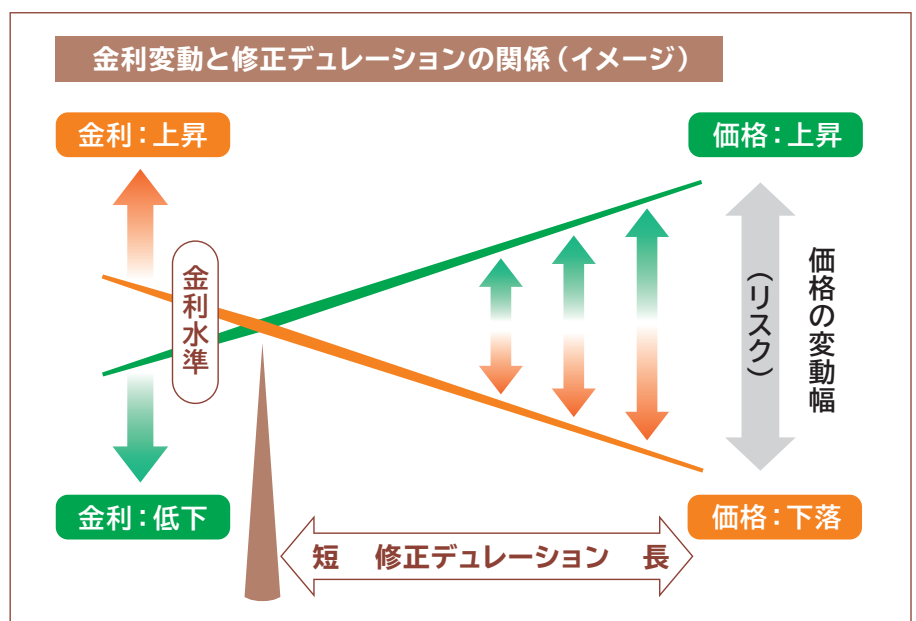 金利変動と修正デュレーションの関係（イメージ）
金利：上昇
価格：上昇
金利水準
価格の変動幅
（リスク）
金利：低下
価格：下落
短 修正デュレーション 長